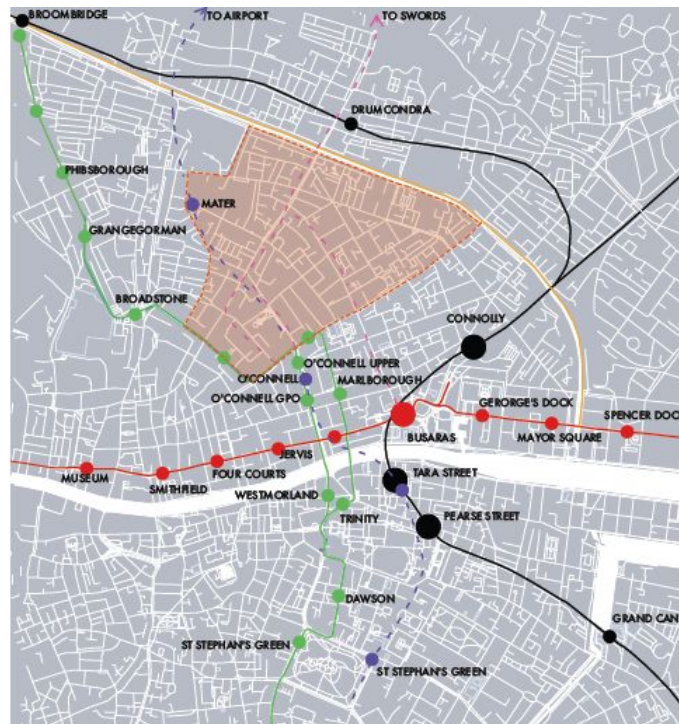 BROOMBRIDGE
TO AIRPORT
TO SWORDS
DRUMCONDRA
PHIBSBOROUGH
MATER
GRANGEGORMAN
BROADSTONE
CONNOLLY
O'CONNELL UPPER
O'CONNELL
MARLBOROUGH
O'CONNELL GPO
GERORGE'S DOCK
SPENCER DOC
BUSARAS
MAYOR SQUARE
JERVIS
FOUR COURTS
MUSEUM
SMITHFIELD
TARA STREET
WESTMORLAND
TRINITY
PEARSE STREET
DAWSON
GRAND CAN
ST STEPHAN'S GREEN
ST STEPHAN'S GREEN